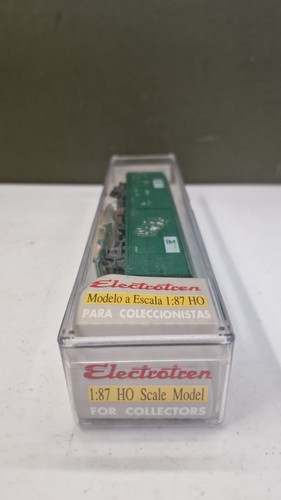 Electrotren
Modelo a Escala 1:87 HO
PARA COLECCIONISTAS
Electrotren
1:87 HO Scale Model
FOR COLLECTORS